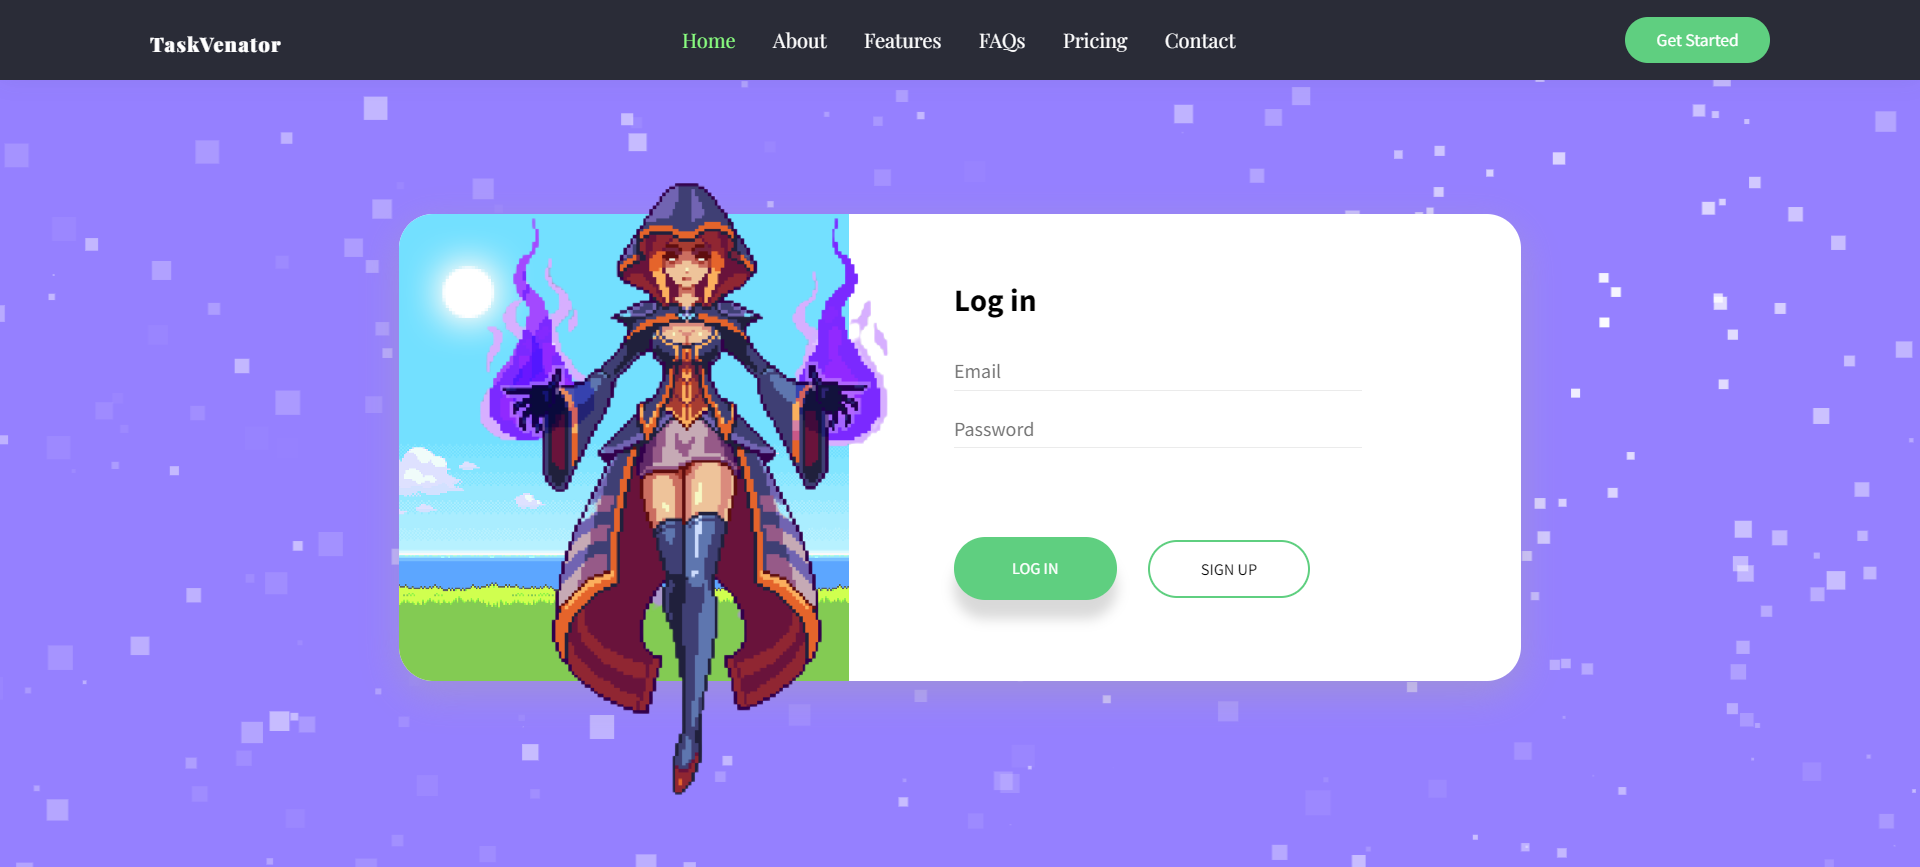 TaskVenator
Home About Features FAQs Pricing Contact
Get Started
Log in
Email
Password
LOG IN SIGN UP